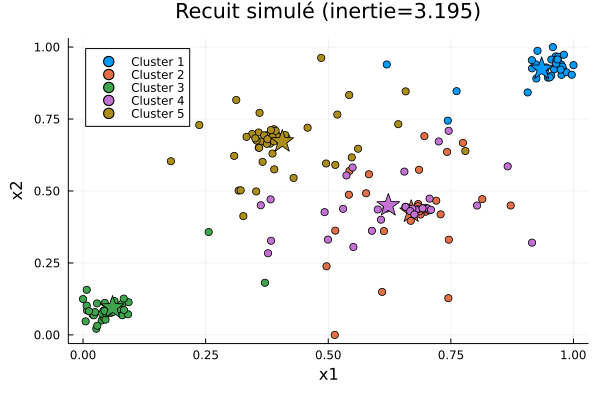 Recuit simulé (inertie=3.195)
1.00
0.75
0.50
0.25
0.00
x2
Cluster 1
Cluster 2
Cluster 3
Cluster 4
Cluster 5
0.00 0.25 0.50 0.75 1.00
x1